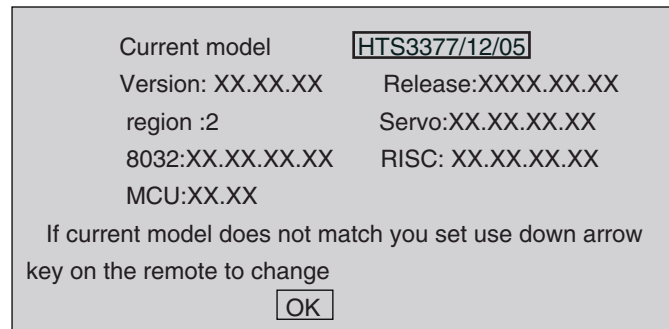 Current model HTS3377/12/05
Version: XX.XX.XX Release:XXXX.XX.XX
region :2 Servo:XX.XX.XX.XX
8032:XX.XX.XX.XX RISC: XX.XX.XX.XX
MCU:XX.XX
If current model does not match you set use down arrow
key on the remote to change
OK